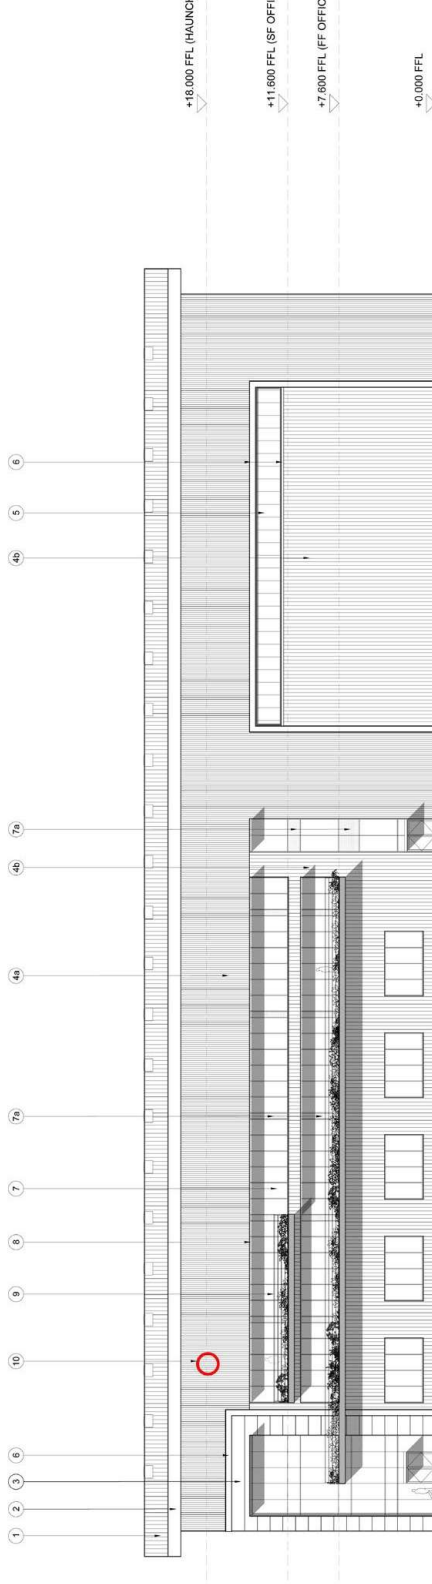 +18.000 FFL (HAUNCH
+11.600 FFL (SF OFFI
+7.600 FFL (FF OFFIC
+0.000 FFL
1
2
3
6
10
9
8
7
7a
4a
4b
7a
4b
5
6